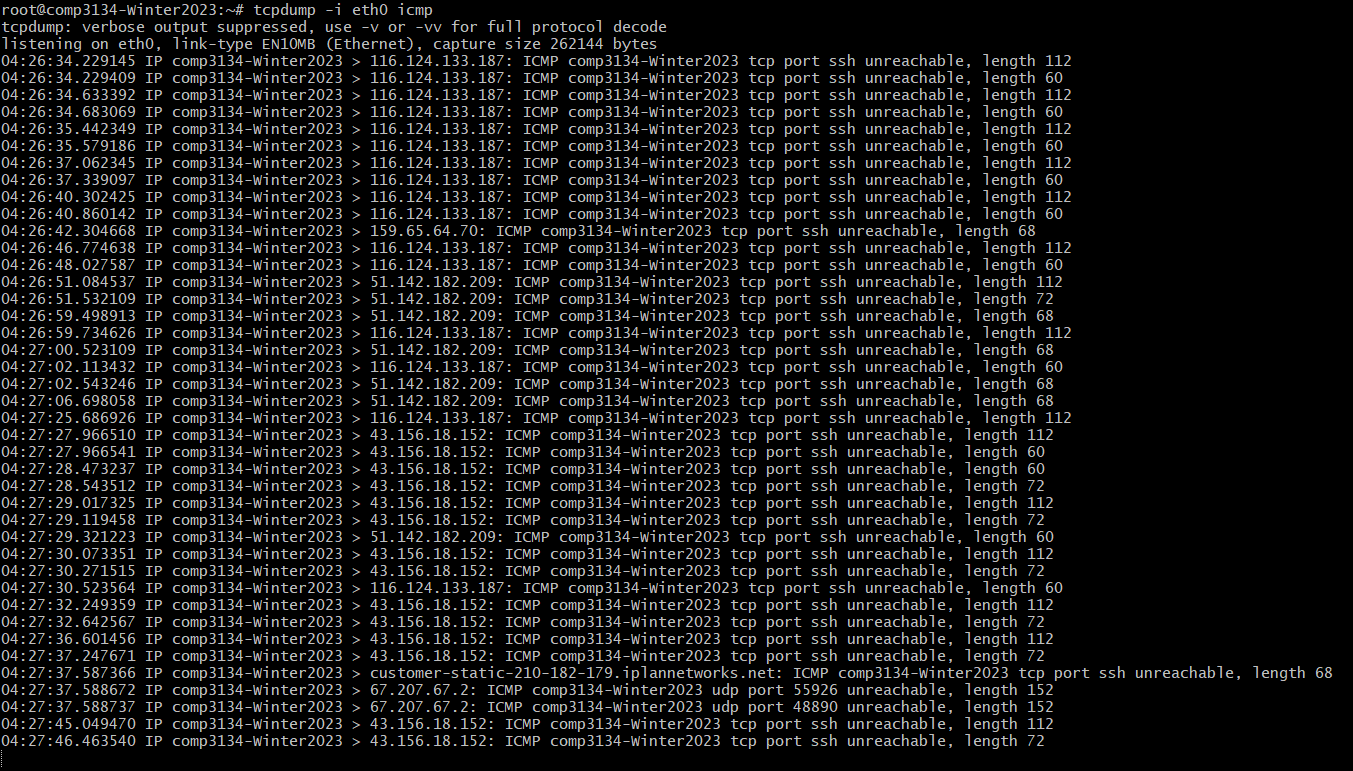 root@comp3134-Winter2023:~# tcpdump -i eth0 icmp
tcpdump: verbose output suppressed, use -v or -vv for full protocol decode
listening on eth0, link-type EN10MB (Ethernet), capture size 262144 bytes
04:26:34.229145 IP comp3134-Winter2023 > 116.124.133.187: ICMP comp3134-Winter2023 tcp port ssh unreachable, length 112
04:26:34.229409 IP comp3134-Winter2023 > 116.124.133.187: ICMP comp3134-Winter2023 tcp port ssh unreachable, length 60
04:26:34.633392 IP comp3134-Winter2023 > 116.124.133.187: ICMP comp3134-Winter2023 tcp port ssh unreachable, length 112
04:26:34.683069 IP comp3134-Winter2023 > 116.124.133.187: ICMP comp3134-Winter2023 tcp port ssh unreachable, length 60
04:26:35.442349 IP comp3134-Winter2023 > 116.124.133.187: ICMP comp3134-Winter2023 tcp port ssh unreachable, length 112
04:26:35.579186 IP comp3134-Winter2023 > 116.124.133.187: ICMP comp3134-Winter2023 tcp port ssh unreachable, length 60
04:26:37.062345 IP comp3134-Winter2023 > 116.124.133.187: ICMP comp3134-Winter2023 tcp port ssh unreachable, length 112
04:26:37.339097 IP comp3134-Winter2023 > 116.124.133.187: ICMP comp3134-Winter2023 tcp port ssh unreachable, length 60
04:26:40.302425 IP comp3134-Winter2023 > 116.124.133.187: ICMP comp3134-Winter2023 tcp port ssh unreachable, length 112
04:26:40.860142 IP comp3134-Winter2023 > 116.124.133.187: ICMP comp3134-Winter2023 tcp port ssh unreachable, length 60
04:26:42.304668 IP comp3134-Winter2023 > 159.65.64.70: ICMP comp3134-Winter2023 tcp port ssh unreachable, length 68
04:26:46.774638 IP comp3134-Winter2023 > 116.124.133.187: ICMP comp3134-Winter2023 tcp port ssh unreachable, length 112
04:26:48.027587 IP comp3134-Winter2023 > 116.124.133.187: ICMP comp3134-Winter2023 tcp port ssh unreachable, length 60
04:26:51.084537 IP comp3134-Winter2023 > 51.142.182.209: ICMP comp3134-Winter2023 tcp port ssh unreachable, length 112
04:26:51.532109 IP comp3134-Winter2023 > 51.142.182.209: ICMP comp3134-Winter2023 tcp port ssh unreachable, length 72
04:26:59.498913 IP comp3134-Winter2023 > 51.142.182.209: ICMP comp3134-Winter2023 tcp port ssh unreachable, length 68
04:26:59.734626 IP comp3134-Winter2023 > 116.124.133.187: ICMP comp3134-Winter2023 tcp port ssh unreachable, length 112
04:27:00.523109 IP comp3134-Winter2023 > 51.142.182.209: ICMP comp3134-Winter2023 tcp port ssh unreachable, length 68
04:27:02.113432 IP comp3134-Winter2023 > 116.124.133.187: ICMP comp3134-Winter2023 tcp port ssh unreachable, length 60
04:27:02.543246 IP comp3134-Winter2023 > 51.142.182.209: ICMP comp3134-Winter2023 tcp port ssh unreachable, length 68
04:27:06.698058 IP comp3134-Winter2023 > 51.142.182.209: ICMP comp3134-Winter2023 tcp port ssh unreachable, length 68
04:27:25.686926 IP comp3134-Winter2023 > 116.124.133.187: ICMP comp3134-Winter2023 tcp port ssh unreachable, length 112
04:27:27.966510 IP comp3134-Winter2023 > 43.156.18.152: ICMP comp3134-Winter2023 tcp port ssh unreachable, length 112
04:27:27.966541 IP comp3134-Winter2023 > 43.156.18.152: ICMP comp3134-Winter2023 tcp port ssh unreachable, length 60
04:27:28.473237 IP comp3134-Winter2023 > 43.156.18.152: ICMP comp3134-Winter2023 tcp port ssh unreachable, length 60
04:27:28.543512 IP comp3134-Winter2023 > 43.156.18.152: ICMP comp3134-Winter2023 tcp port ssh unreachable, length 72
04:27:29.017325 IP comp3134-Winter2023 > 43.156.18.152: ICMP comp3134-Winter2023 tcp port ssh unreachable, length 112
04:27:29.119458 IP comp3134-Winter2023 > 43.156.18.152: ICMP comp3134-Winter2023 tcp port ssh unreachable, length 72
04:27:29.321223 IP comp3134-Winter2023 > 51.142.182.209: ICMP comp3134-Winter2023 tcp port ssh unreachable, length 60
04:27:30.073351 IP comp3134-Winter2023 > 43.156.18.152: ICMP comp3134-Winter2023 tcp port ssh unreachable, length 112
04:27:30.271515 IP comp3134-Winter2023 > 43.156.18.152: ICMP comp3134-Winter2023 tcp port ssh unreachable, length 72
04:27:30.523564 IP comp3134-Winter2023 > 116.124.133.187: ICMP comp3134-Winter2023 tcp port ssh unreachable, length 60
04:27:32.249359 IP comp3134-Winter2023 > 43.156.18.152: ICMP comp3134-Winter2023 tcp port ssh unreachable, length 112
04:27:32.642567 IP comp3134-Winter2023 > 43.156.18.152: ICMP comp3134-Winter2023 tcp port ssh unreachable, length 72
04:27:36.601456 IP comp3134-Winter2023 > 43.156.18.152: ICMP comp3134-Winter2023 tcp port ssh unreachable, length 112
04:27:37.247671 IP comp3134-Winter2023 > 43.156.18.152: ICMP comp3134-Winter2023 tcp port ssh unreachable, length 72
04:27:37.587366 IP comp3134-Winter2023 > customer-static-210-182-179.iplannetworks.net: ICMP comp3134-Winter2023 tcp port ssh unreachable, length 68
04:27:37.588672 IP comp3134-Winter2023 > 67.207.67.2: ICMP comp3134-Winter2023 udp port 55926 unreachable, length 152
04:27:37.588737 IP comp3134-Winter2023 > 67.207.67.2: ICMP comp3134-Winter2023 udp port 48890 unreachable, length 152
04:27:45.049470 IP comp3134-Winter2023 > 43.156.18.152: ICMP comp3134-Winter2023 tcp port ssh unreachable, length 112
04:27:46.463540 IP comp3134-Winter2023 > 43.156.18.152: ICMP comp3134-Winter2023 tcp port ssh unreachable, length 72